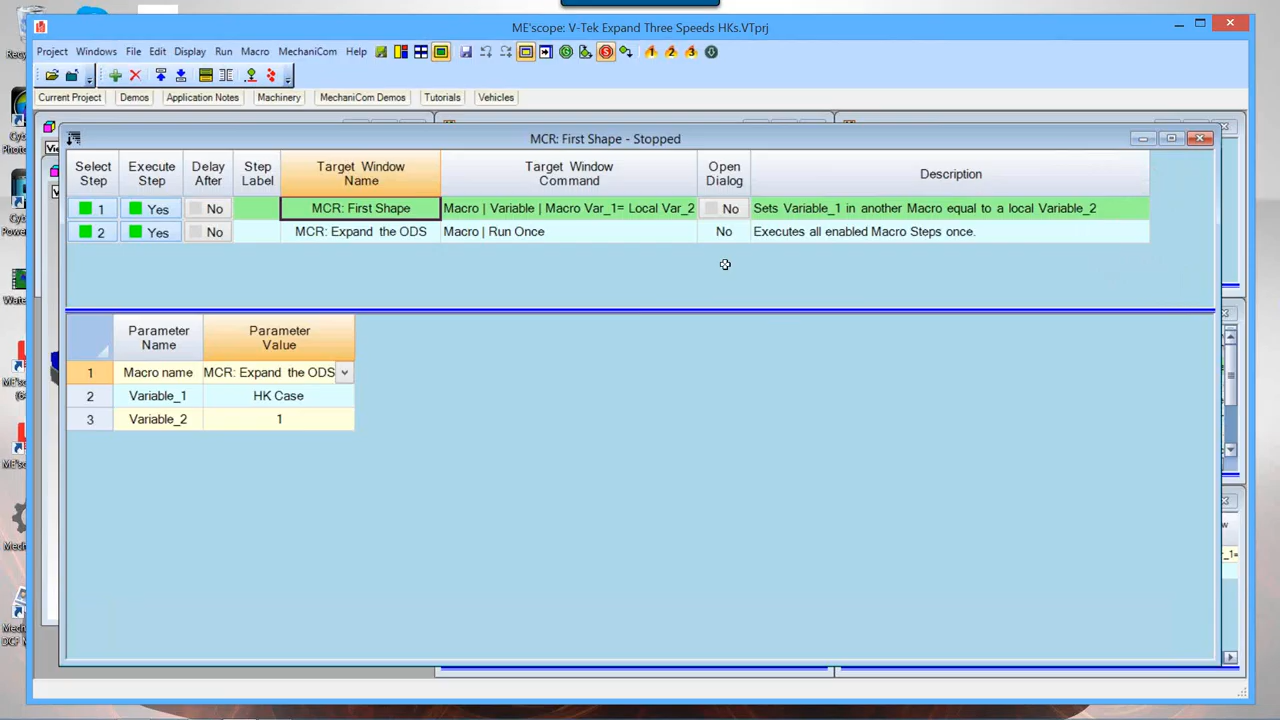 ME'scope: V-Tek Expand Three Speeds HKs.VTprj
Project Windows File Edit Display Run Macro MechaniCom Help
Current Project Demos Application Notes Machinery MechaniCom Demos Tutorials Vehicles
MCR: First Shape - Stopped
Select Step Execute Step Delay After Step Label Target Window Name Target Window Command Open Dialog Description
1 Yes No MCR: First Shape Macro | Variable | Macro Var_1= Local Var_2 No Sets Variable_1 in another Macro equal to a local Variable_2
2 Yes No MCR: Expand the ODS Macro | Run Once No Executes all enabled Macro Steps once.
Parameter Name Parameter Value
1 Macro name MCR: Expand the ODS
2 Variable_1 HK Case
3 Variable_2 1